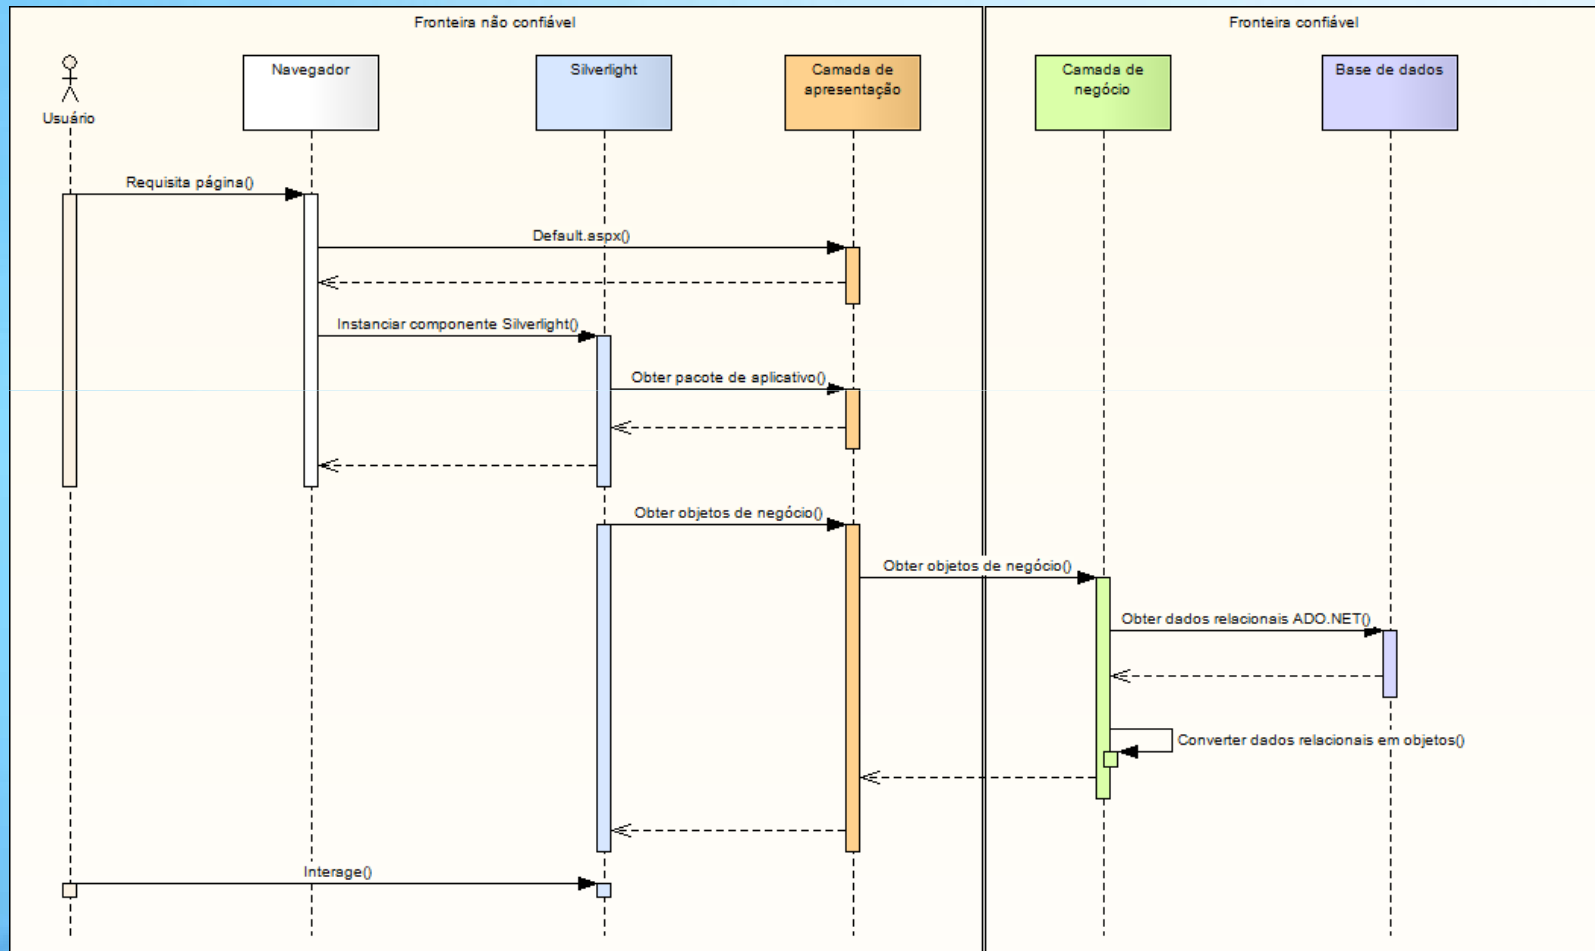 Fronteira não confiável
Fronteira confiável
Usuário
Navegador
Silverlight
Camada de
apresentação
Camada de
negócio
Base de dados
Requisita página()
Default.aspx()
Instanciar componente Silverlight()
Obter pacote de aplicativo()
Obter objetos de negócio()
Obter objetos de negócio()
Obter dados relacionais ADO.NET()
Converter dados relacionais em objetos()
Interage()